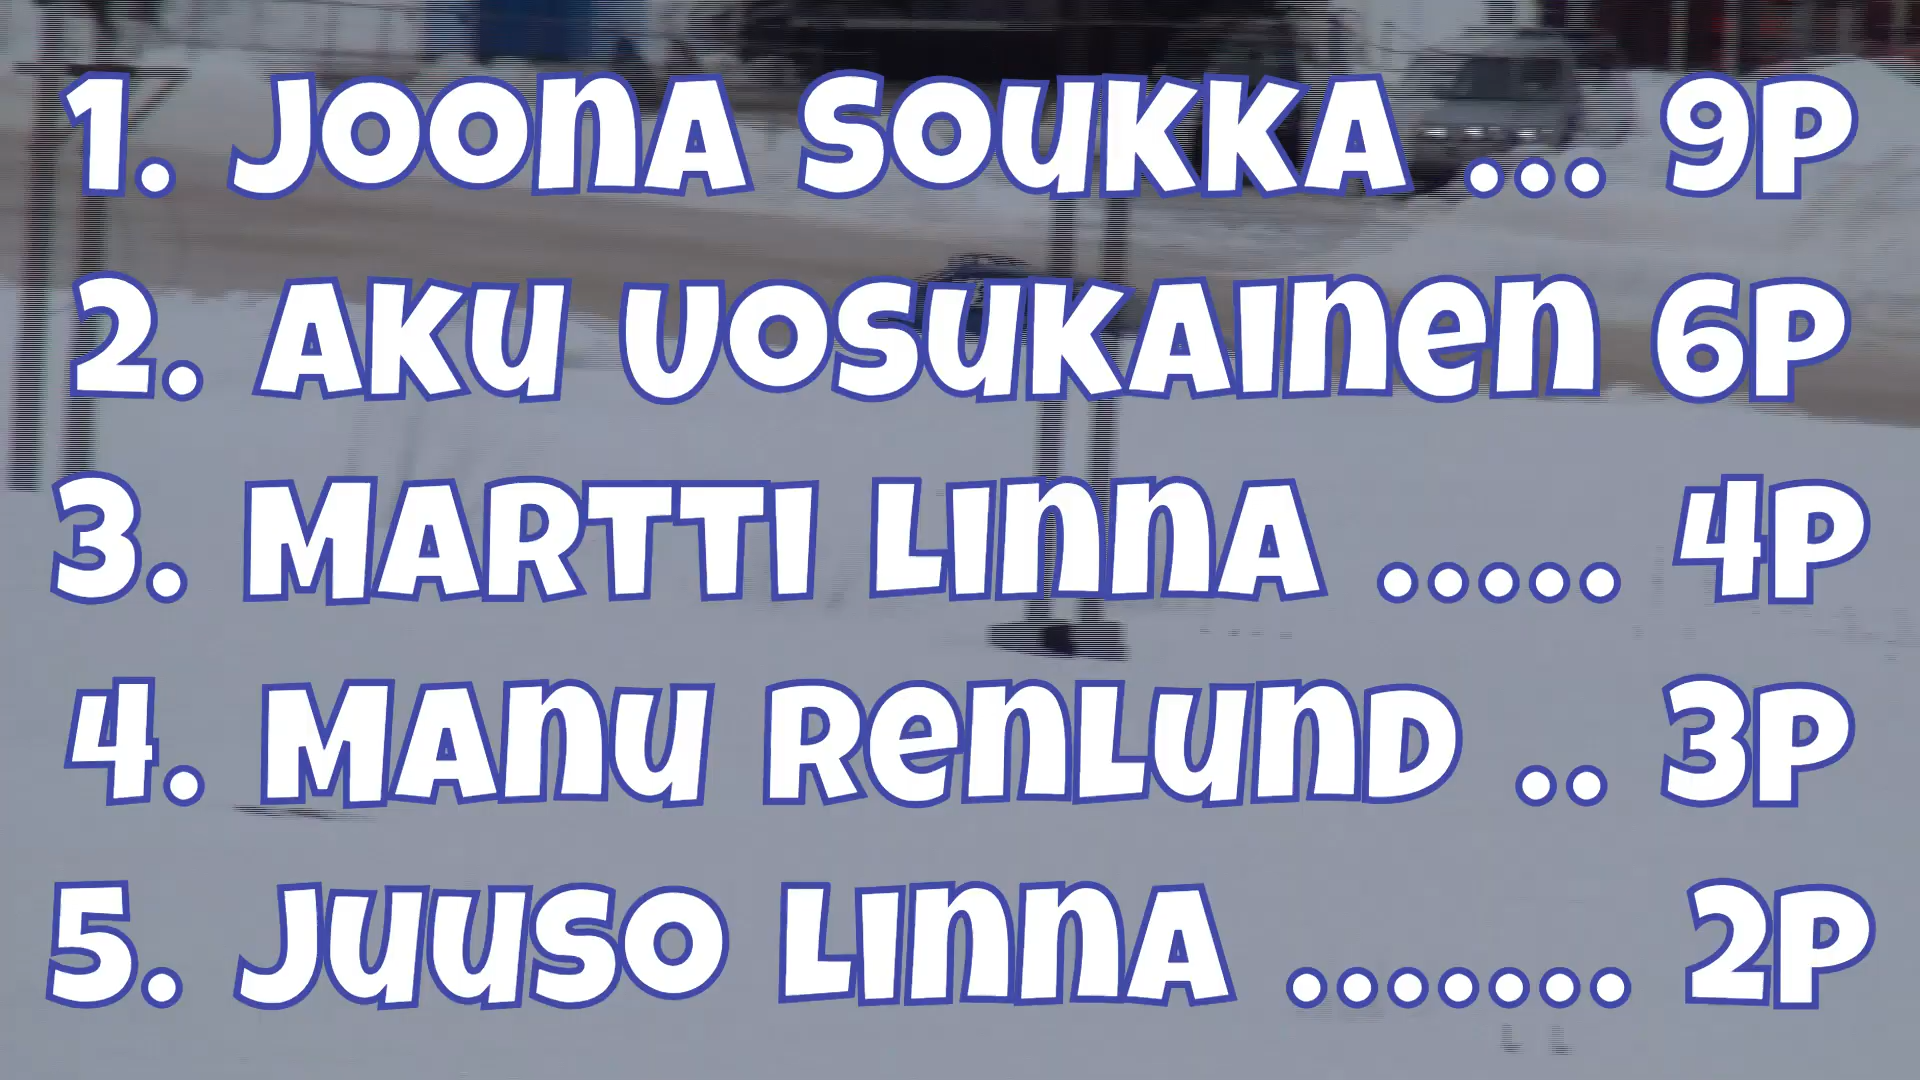 1. Joona Soukka ... 9p
2. Aku Vosukainen 6p
3. Martti Linna ..... 4p
4. Manu Renlund .. 3p
5. Juuso Linna ....... 2p